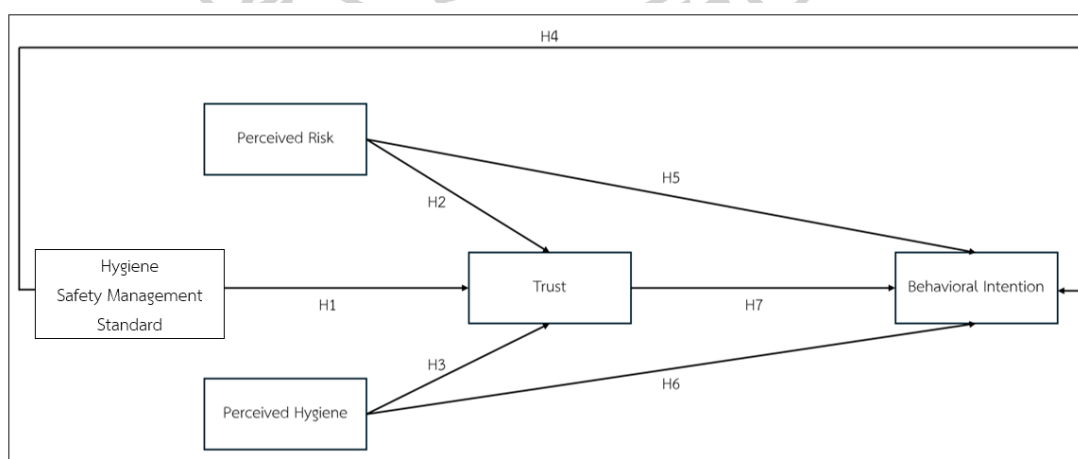 H4
Perceived Risk
H5
H2
Hygiene
Safety Management
Standard
H1
Trust
H7
Behavioral Intention
H3
H6
Perceived Hygiene